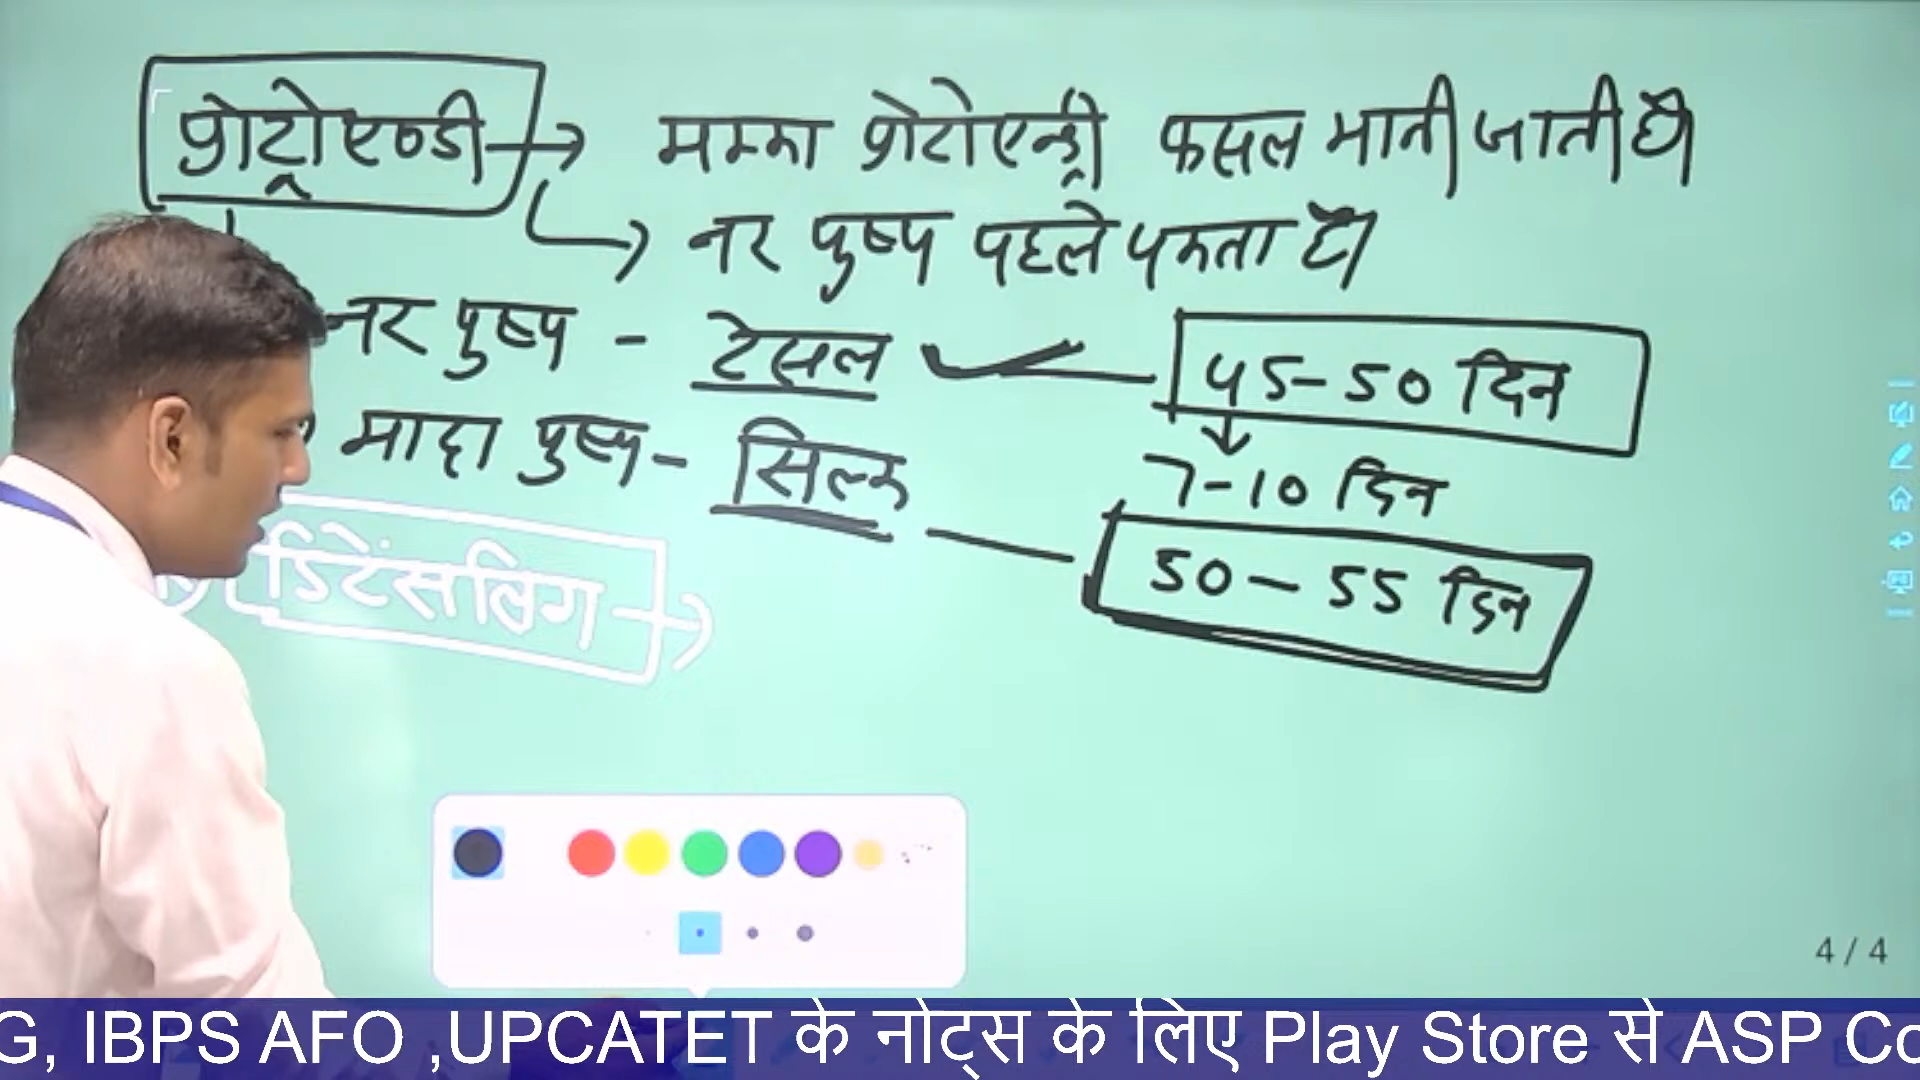 प्रोट्रोएण्डी → मक्का प्रोटोएन्ड्री फसल मानी जाती है।
→ नर पुष्प पहले पकता है।
नर पुष्प - टेसल — 45-50 दिन
7-10 दिन
मादा पुष्प - सिल्क — 50-55 दिन
डिटेंसलिंग →
4 / 4
G, IBPS AFO ,UPCATET के नोट्स के लिए Play Store से ASP Co